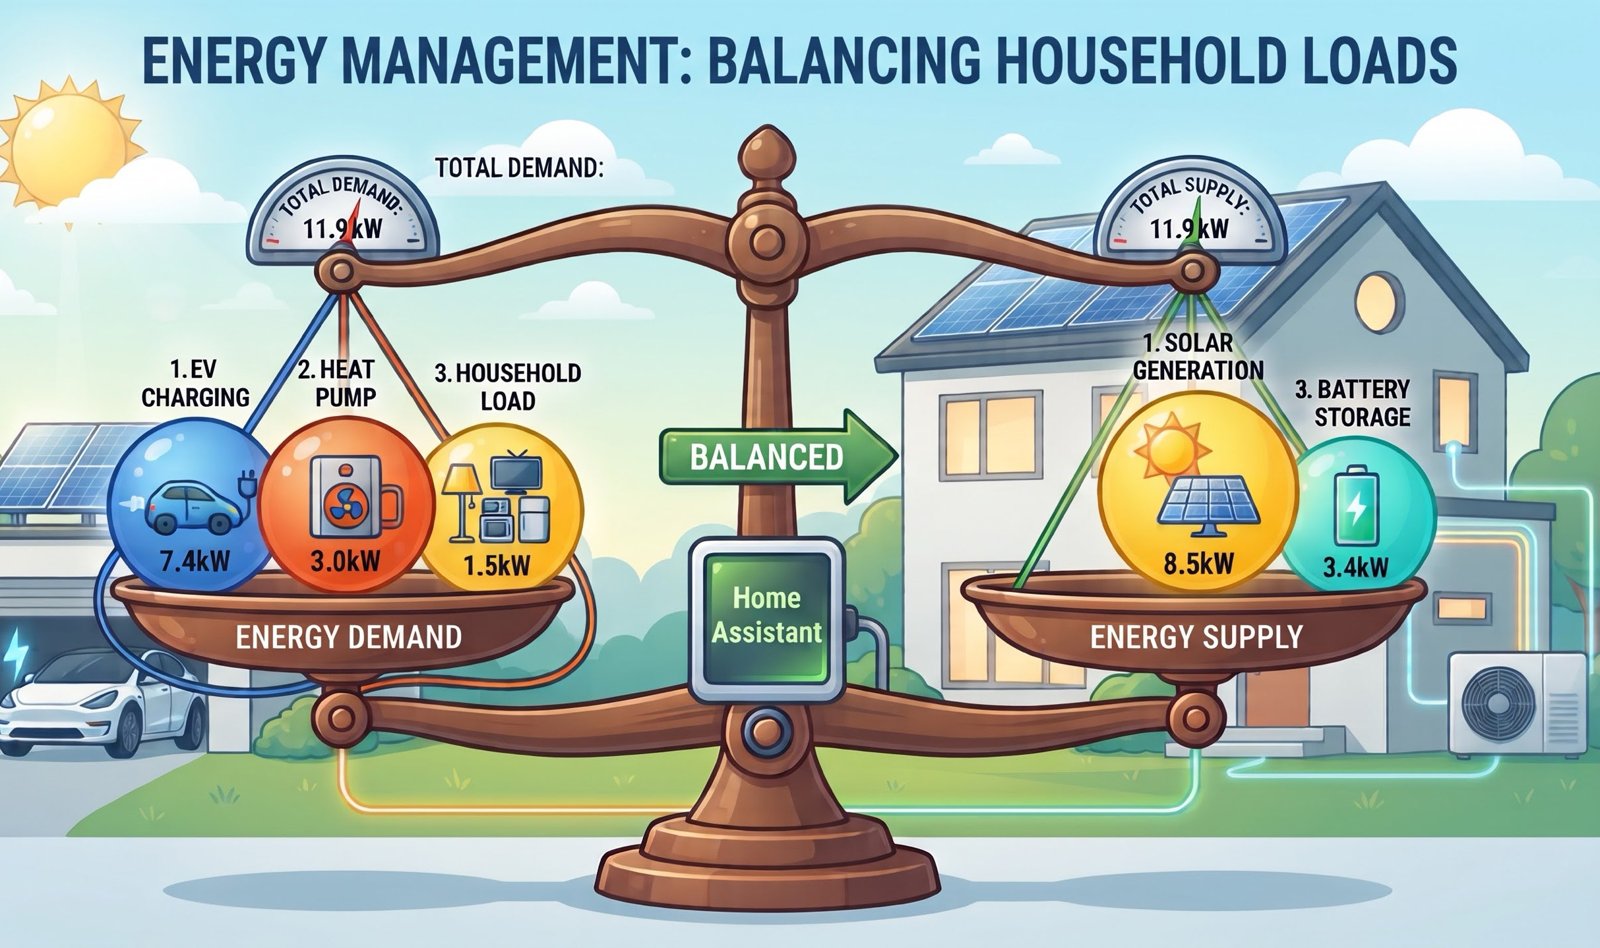 ENERGY MANAGEMENT: BALANCING HOUSEHOLD LOADS
TOTAL DEMAND:
TOTAL DEMAND:
11.9kW
TOTAL SUPPLY:
11.9kW
1. EV
CHARGING
2. HEAT
PUMP
3. HOUSEHOLD
LOAD
1. SOLAR
GENERATION
3. BATTERY
STORAGE
BALANCED
7.4kW
3.0kW
1.5kW
8.5kW
3.4kW
Home
Assistant
ENERGY DEMAND
ENERGY SUPPLY